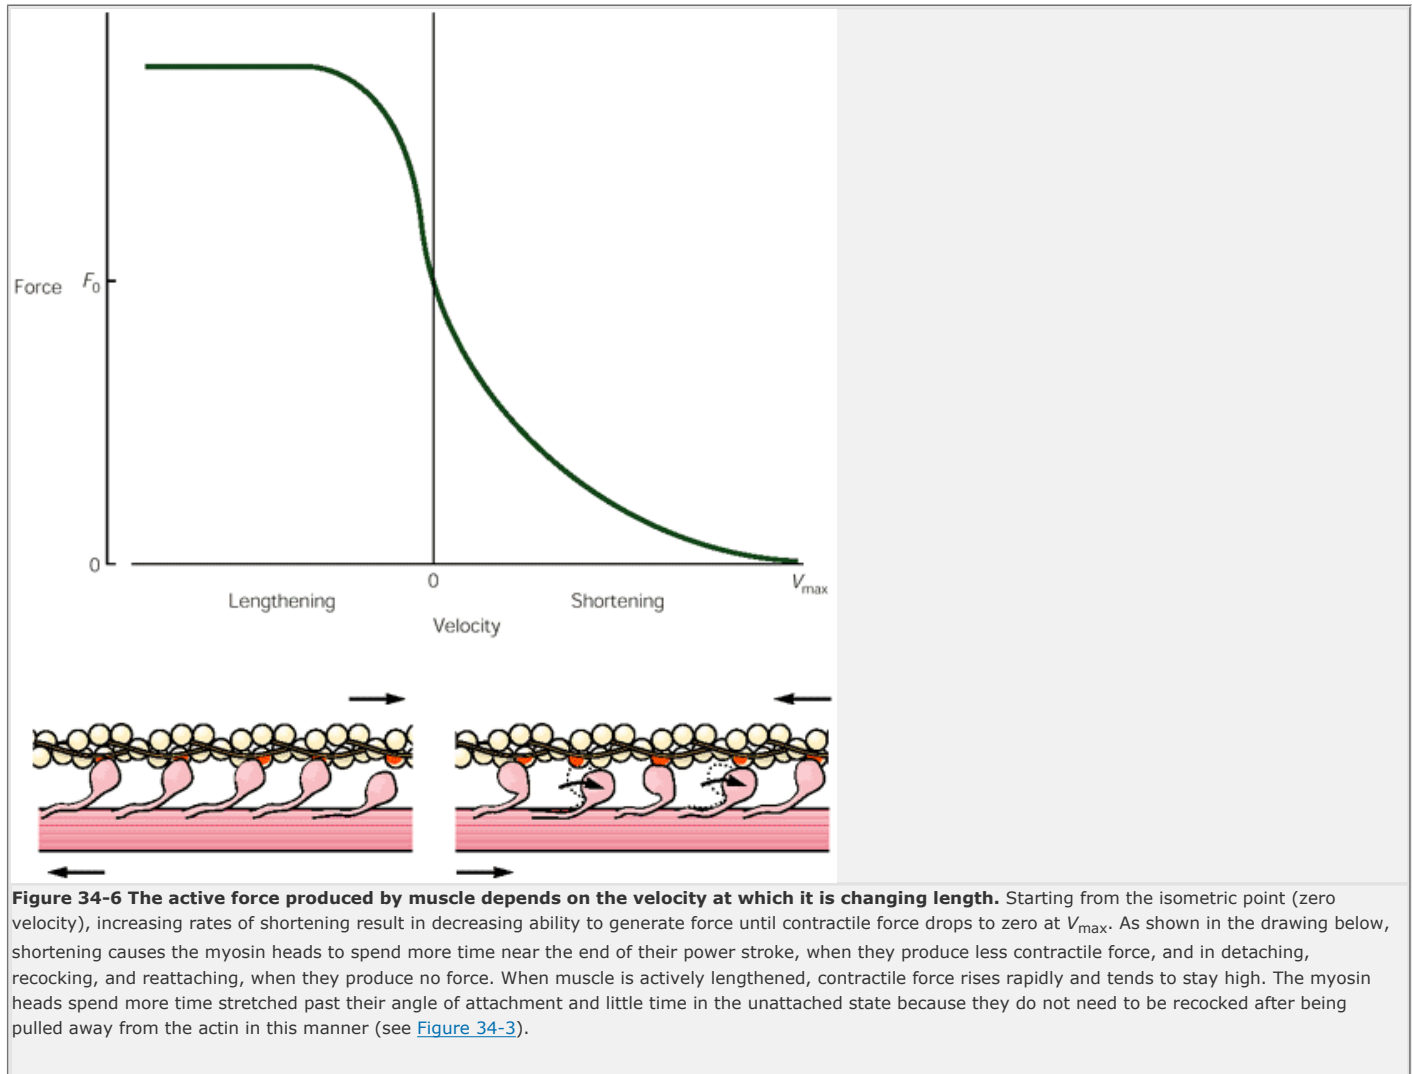 Force
F0
0
0
Vmax
Lengthening
Shortening
Velocity
Figure 34-6 The active force produced by muscle depends on the velocity at which it is changing length. Starting from the isometric point (zero
velocity), increasing rates of shortening result in decreasing ability to generate force until contractile force drops to zero at Vmax. As shown in the drawing below,
shortening causes the myosin heads to spend more time near the end of their power stroke, when they produce less contractile force, and in detaching,
recocking, and reattaching, when they produce no force. When muscle is actively lengthened, contractile force rises rapidly and tends to stay high. The myosin
heads spend more time stretched past their angle of attachment and little time in the unattached state because they do not need to be recocked after being
pulled away from the actin in this manner (see Figure 34-3).